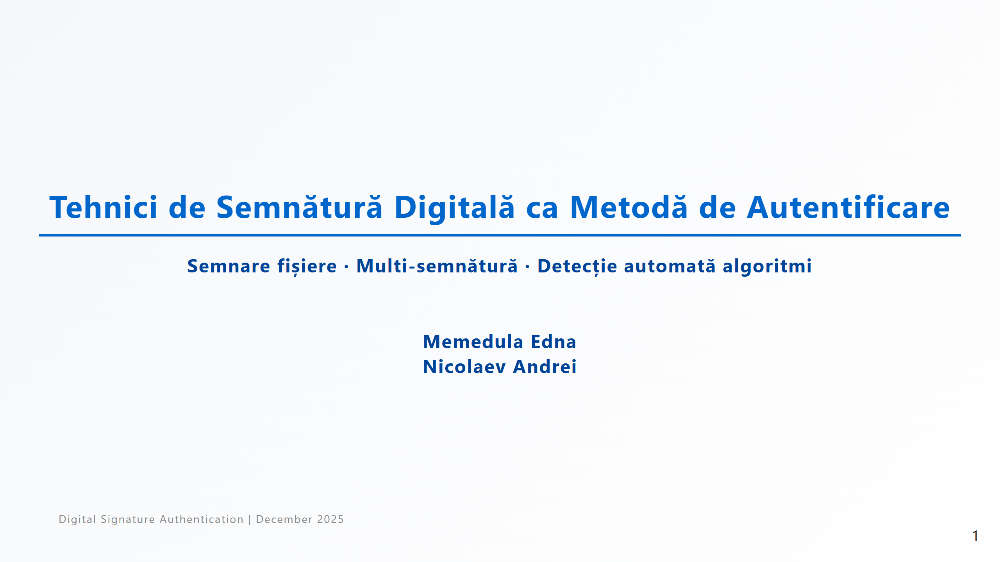 Tehnici de Semnătură Digitală ca Metodă de Autentificare
Semnare fișiere · Multi-semnătură · Detecție automată algoritmi
Memedula Edna
Nicolaev Andrei
Digital Signature Authentication | December 2025
1